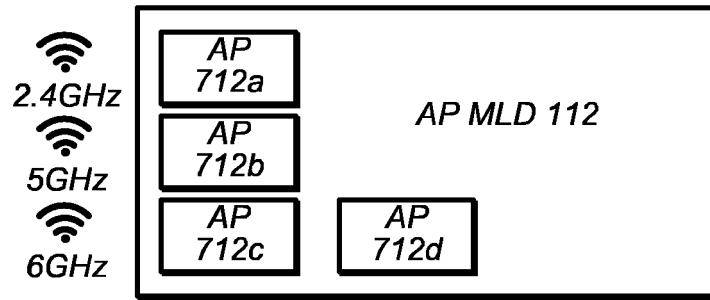 2.4GHz
AP
712a
AP MLD 112
5GHz
AP
712b
6GHz
AP
712c
AP
712d